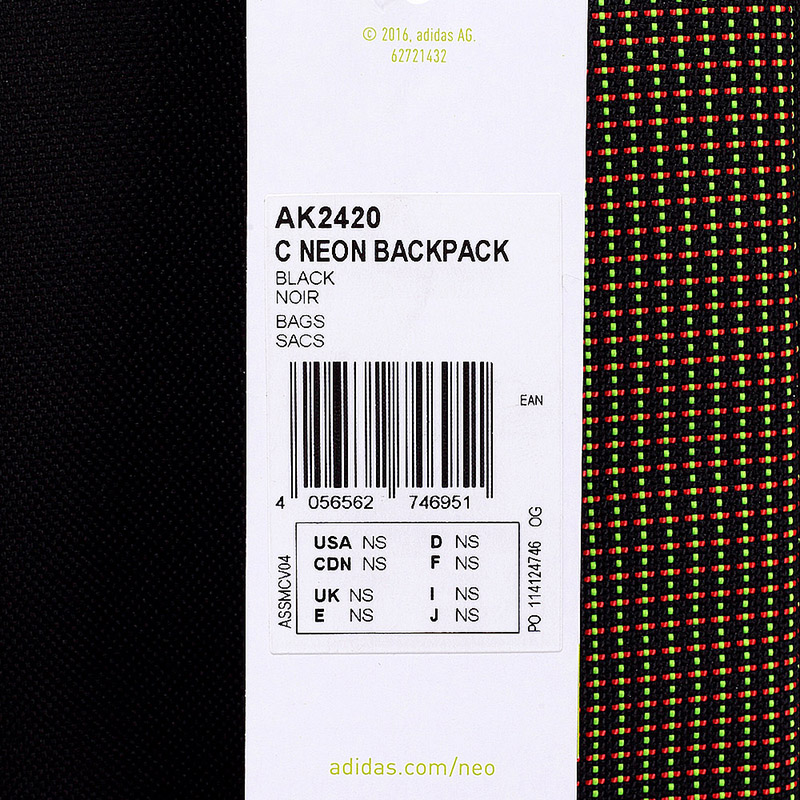 © 2016, adidas AG.
62721432
AK2420
C NEON BACKPACK
BLACK
NOIR
BAGS
SACS
EAN
4 056562 746951
USA NS D NS
CDN NS F NS
UK NS I NS
E NS J NS
ASSMCV04
PO 114124746 OG
adidas.com/neo